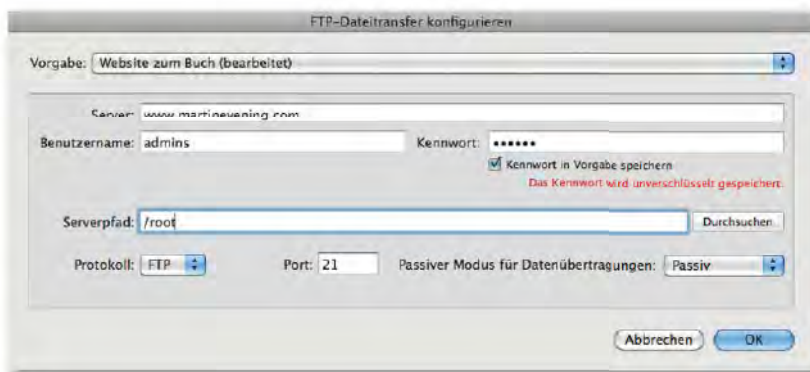 FTP-Dateitransfer konfigurieren
Vorgabe: Website zum Buch (bearbeitet)
Server: www.martinevening.com
Benutzername: admins Kennwort: ••••••
Kennwort in Vorgabe speichern
Das Kennwort wird unverschlüsselt gespeichert.
Serverpfad: /root Durchsuchen
Protokoll: FTP Port: 21 Passiver Modus für Datenübertragungen: Passiv
Abbrechen OK